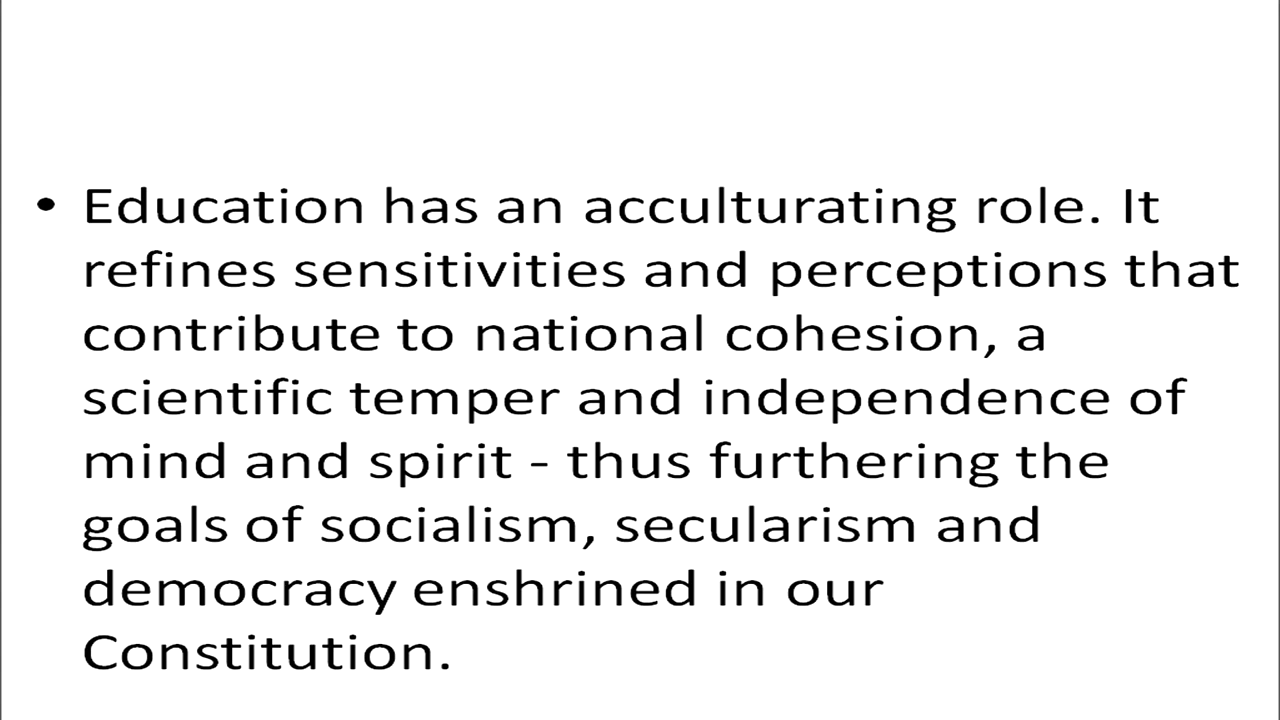 • Education has an acculturating role. It
refines sensitivities and perceptions that
contribute to national cohesion, a
scientific temper and independence of
mind and spirit - thus furthering the
goals of socialism, secularism and
democracy enshrined in our
Constitution.